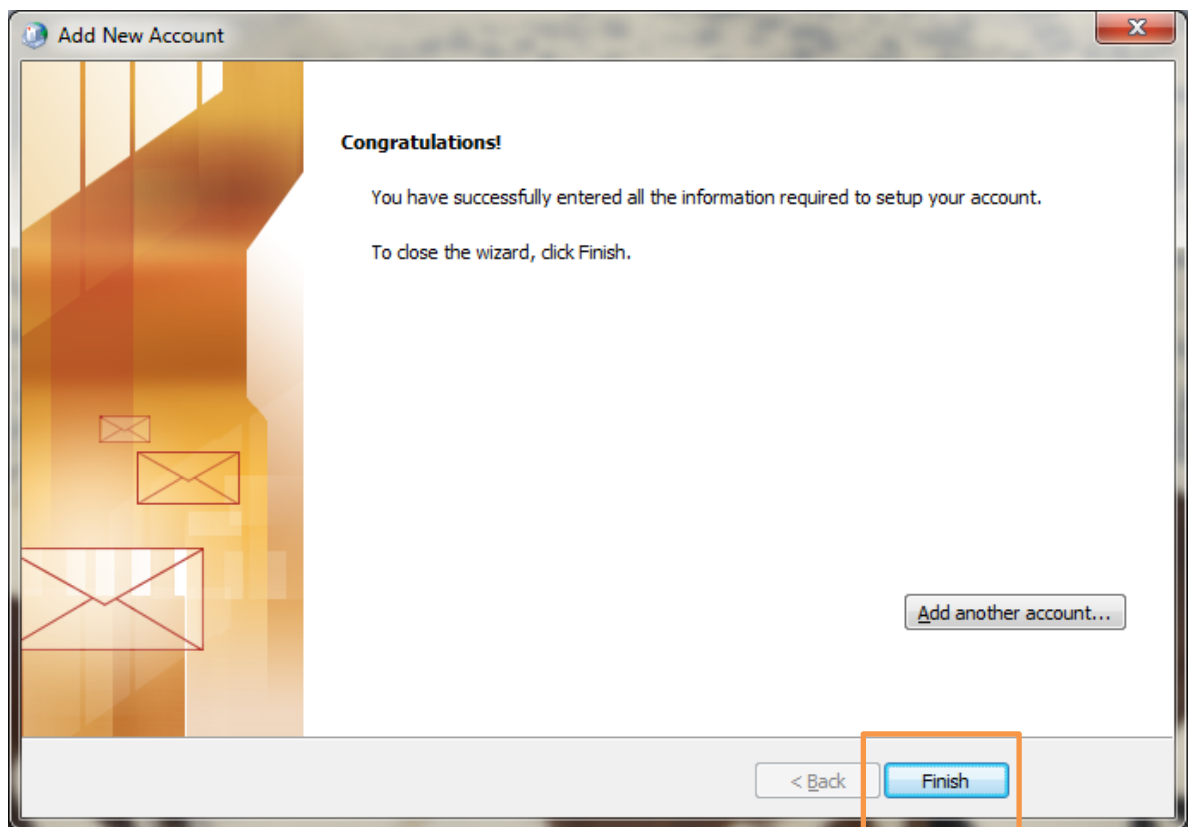 Add New Account
Congratulations!
You have successfully entered all the information required to setup your account.
To close the wizard, click Finish.
Add another account...
< Back
Finish